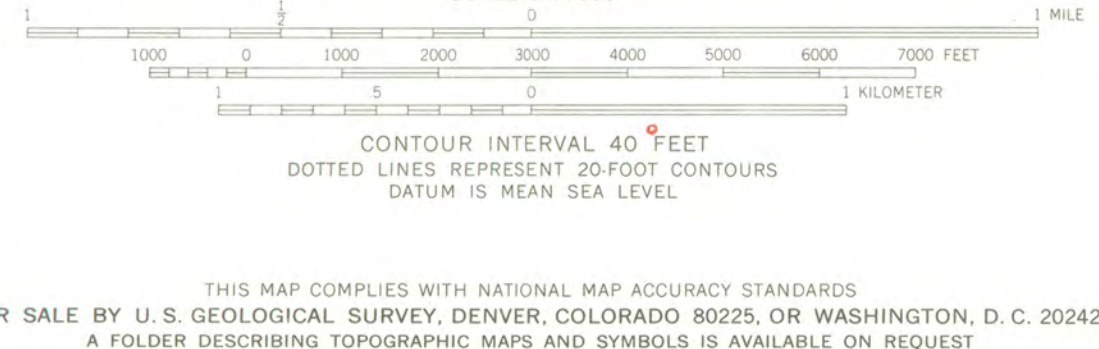 1 ½ 0 1 MILE
1000 0 1000 2000 3000 4000 5000 6000 7000 FEET
1 .5 0 1 KILOMETER
CONTOUR INTERVAL 40 FEET
DOTTED LINES REPRESENT 20-FOOT CONTOURS
DATUM IS MEAN SEA LEVEL
THIS MAP COMPLIES WITH NATIONAL MAP ACCURACY STANDARDS
R SALE BY U. S. GEOLOGICAL SURVEY, DENVER, COLORADO 80225, OR WASHINGTON, D. C. 20242
A FOLDER DESCRIBING TOPOGRAPHIC MAPS AND SYMBOLS IS AVAILABLE ON REQUEST